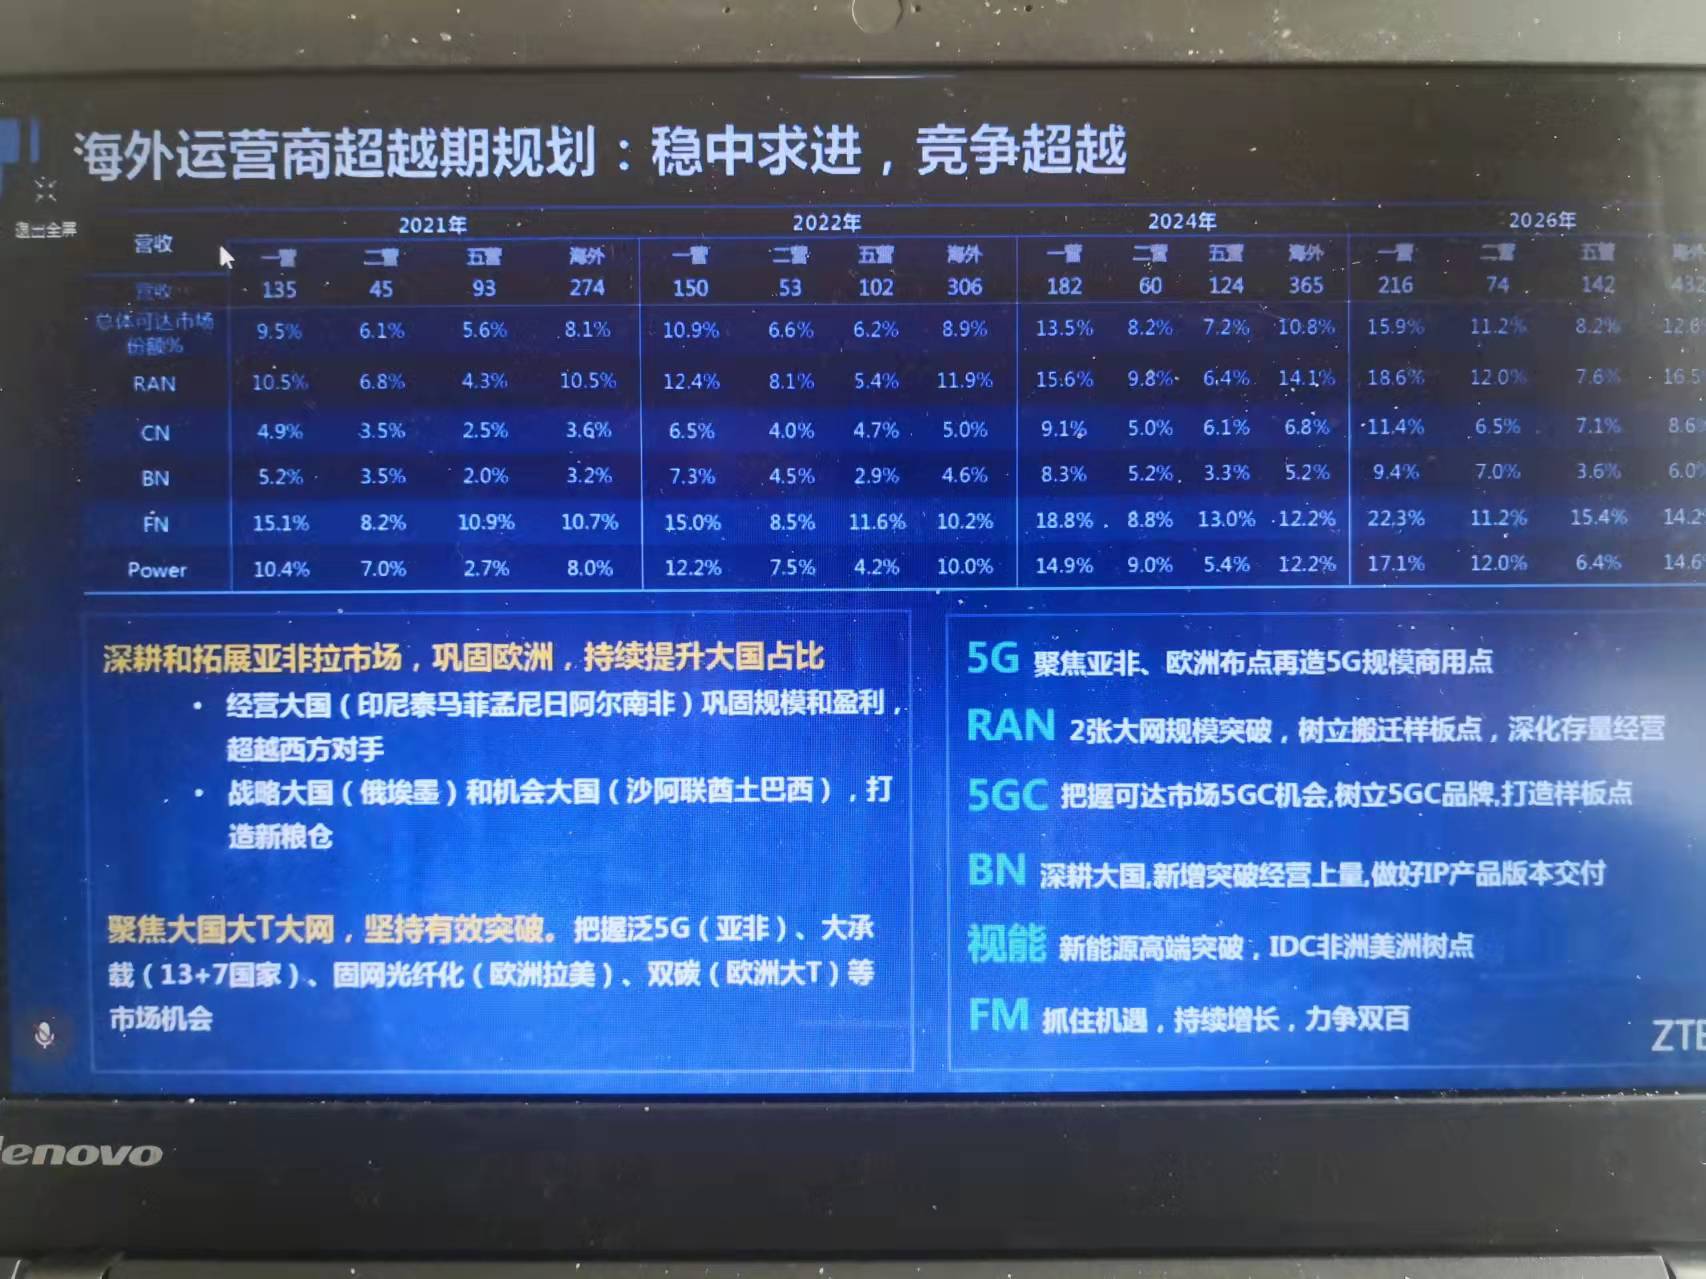 海外运营商超越期规划：稳中求进，竞争超越
退出全屏
营收 2021年 2022年 2024年 2026年
一营 二营 五营 海外 一营 二营 五营 海外 一营 二营 五营 海外 一营 二营 五营 海外
营收 135 45 93 274 150 53 102 306 182 60 124 365 216 74 142 432
总体可达市场
份额% 9.5% 6.1% 5.6% 8.1% 10.9% 6.6% 6.2% 8.9% 13.5% 8.2% 7.2% 10.8% 15.9% 11.2% 8.2% 12.6
RAN 10.5% 6.8% 4.3% 10.5% 12.4% 8.1% 5.4% 11.9% 15.6% 9.8% 6.4% 14.1% 18.6% 12.0% 7.6% 16.5
CN 4.9% 3.5% 2.5% 3.6% 6.5% 4.0% 4.7% 5.0% 9.1% 5.0% 6.1% 6.8% 11.4% 6.5% 7.1% 8.6
BN 5.2% 3.5% 2.0% 3.2% 7.3% 4.5% 2.9% 4.6% 8.3% 5.2% 3.3% 5.2% 9.4% 7.0% 3.6% 6.0
FN 15.1% 8.2% 10.9% 10.7% 15.0% 8.5% 11.6% 10.2% 18.8% 8.8% 13.0% 12.2% 22.3% 11.2% 15.4% 14.2
Power 10.4% 7.0% 2.7% 8.0% 12.2% 7.5% 4.2% 10.0% 14.9% 9.0% 5.4% 12.2% 17.1% 12.0% 6.4% 14.6
深耕和拓展亚非拉市场，巩固欧洲，持续提升大国占比
• 经营大国（印尼泰马菲孟尼日阿尔南非）巩固规模和盈利，
超越西方对手
• 战略大国（俄埃墨）和机会大国（沙阿联酋土巴西），打
造新粮仓
聚焦大国大T大网，坚持有效突破。把握泛5G（亚非）、大承
载（13+7国家）、固网光纤化（欧洲拉美）、双碳（欧洲大T）等
市场机会
5G 聚焦亚非、欧洲布点再造5G规模商用点
RAN 2张大网规模突破，树立搬迁样板点，深化存量经营
5GC 把握可达市场5GC机会,树立5GC品牌,打造样板点
BN 深耕大国,新增突破经营上量,做好IP产品版本交付
视能 新能源高端突破，IDC非洲美洲树点
FM 抓住机遇，持续增长，力争双百
ZTE
lenovo